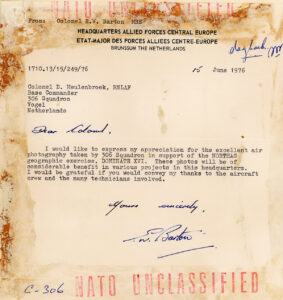 NATO UNCLASSIFIED
From: Colonel R.W. Barton MBE
HEADQUARTERS ALLIED FORCES CENTRAL EUROPE
ETAT-MAJOR DES FORCES ALLIEES CENTRE-EUROPE
BRUNSSUM THE NETHERLANDS
1710.13/15/249/76
15 June 1976
Colonel D. Meulenbroek, RNLAF
Base Commander
306 Squadron
Vogel
Netherlands
Dear Colonel,
I would like to express my appreciation for the excellent air
photography taken by 306 Squadron in support of the NORTHAG
geographic exercise, DOMINATE XVI. These photos will be of
considerable benefit in various projects in this headquarters.
I would be grateful if you would convey my thanks to the aircraft
crew and the many technicians involved.
Yours sincerely,
R.W. Barton
C-306
NATO UNCLASSIFIED